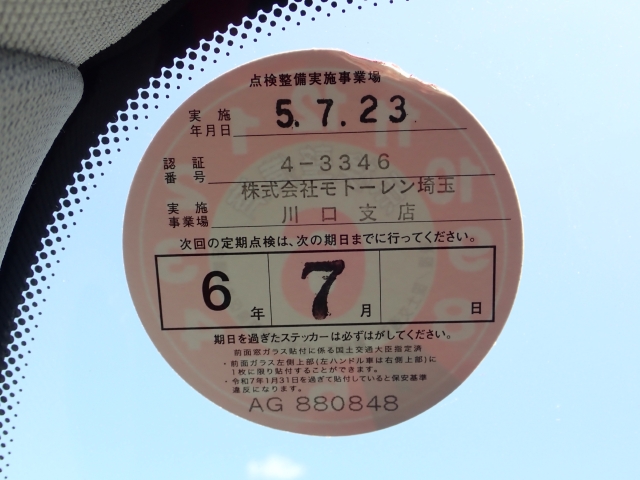 点検整備実施事業場
実施
年月日
5.7.23
認証
番号
4-3346
株式会社モトーレン埼玉
実施
事業場
川口支店
次回の定期点検は、次の期日までに行ってください。
6年 7月 日
期日を過ぎたステッカーは必ずはがしてください。
前面窓ガラス貼付に係る国土交通大臣指定済
・前面ガラス左側上部(左ハンドル車は右側上部)に
1枚に限り貼付することができます。
・令和7年1月31日を過ぎて貼付していると保安基準
違反になります。
AG 880848